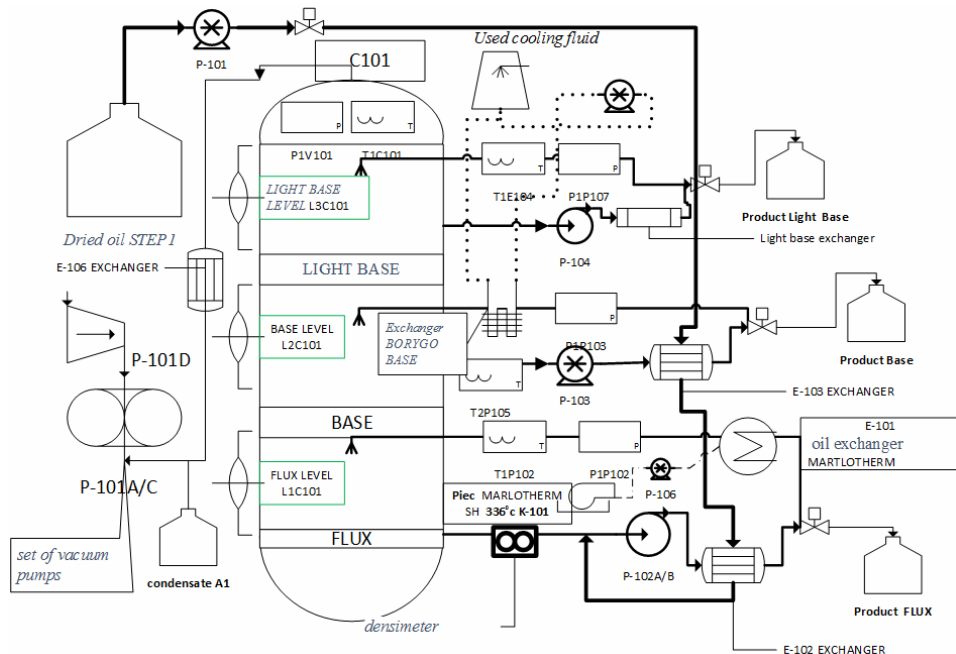 Used cooling fluid
C101
P-101
P
T
P1V101
T1C101
LIGHT BASE
LEVEL L3C101
T
P
T1E104
P1P107
Product Light Base
Light base exchanger
P-104
Dried oil STEP 1
E-106 EXCHANGER
LIGHT BASE
P
BASE LEVEL
L2C101
Exchanger
BORYGO
BASE
P1P103
T
P-103
Product Base
P-101D
E-103 EXCHANGER
BASE
T2P105
T
P
E-101
oil exchanger
MARTLOTHERM
T1P102
P1P102
P-106
P-101A/C
FLUX LEVEL
L1C101
Piec MARLOTHERM
SH 336°c K-101
FLUX
P-102A/B
set of vacuum
pumps
condensate A1
Product FLUX
densimeter
E-102 EXCHANGER